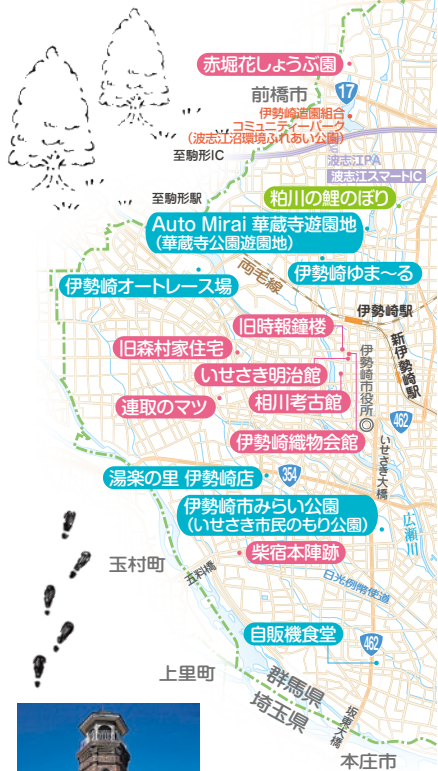 赤堀花しょうぶ園
前橋市
17
伊勢崎造園組合
コミュニティーパーク
(波志江沼環境ふれあい公園)
至駒形IC
波志江PA
波志江スマートIC
至駒形駅
粕川の鯉のぼり
Auto Mirai 華蔵寺遊園地
(華蔵寺公園遊園地)
両毛線
伊勢崎ゆま〜る
伊勢崎オートレース場
伊勢崎駅
旧時報鐘楼
新伊勢崎駅
旧森村家住宅
伊勢崎市役所
いせさき明治館
相川考古館
連取のマツ
462
伊勢崎織物会館
いせさき大橋
湯楽の里 伊勢崎店
354
伊勢崎市みらい公園
(いせさき市民のもり公園)
広瀬川
柴宿本陣跡
玉村町
五料橋
日光例幣使道
自販機食堂
462
上里町
群馬県
埼玉県
坂東大橋
本庄市